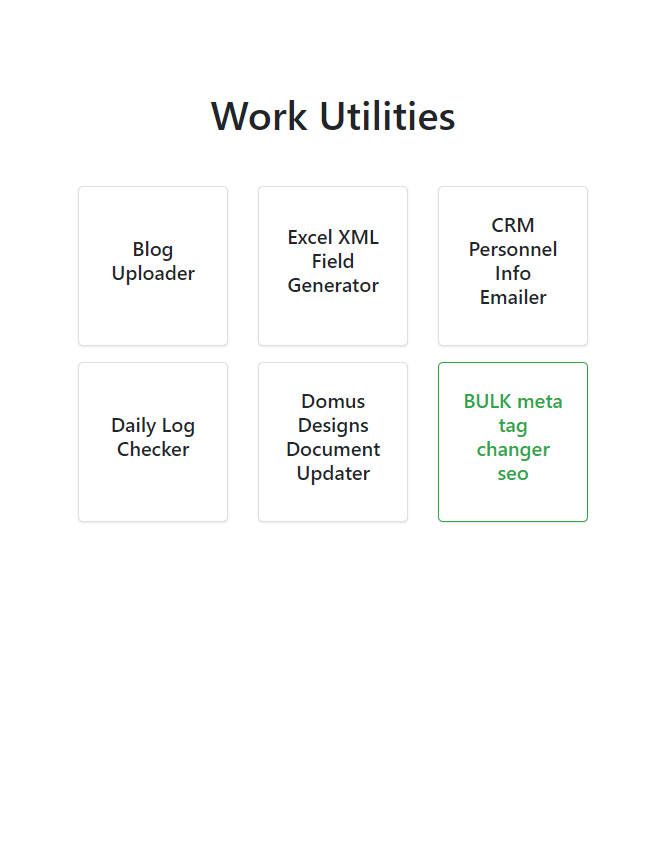 Work Utilities
Blog
Uploader
Excel XML
Field
Generator
CRM
Personnel
Info
Emailer
Daily Log
Checker
Domus
Designs
Document
Updater
BULK meta
tag
changer
seo